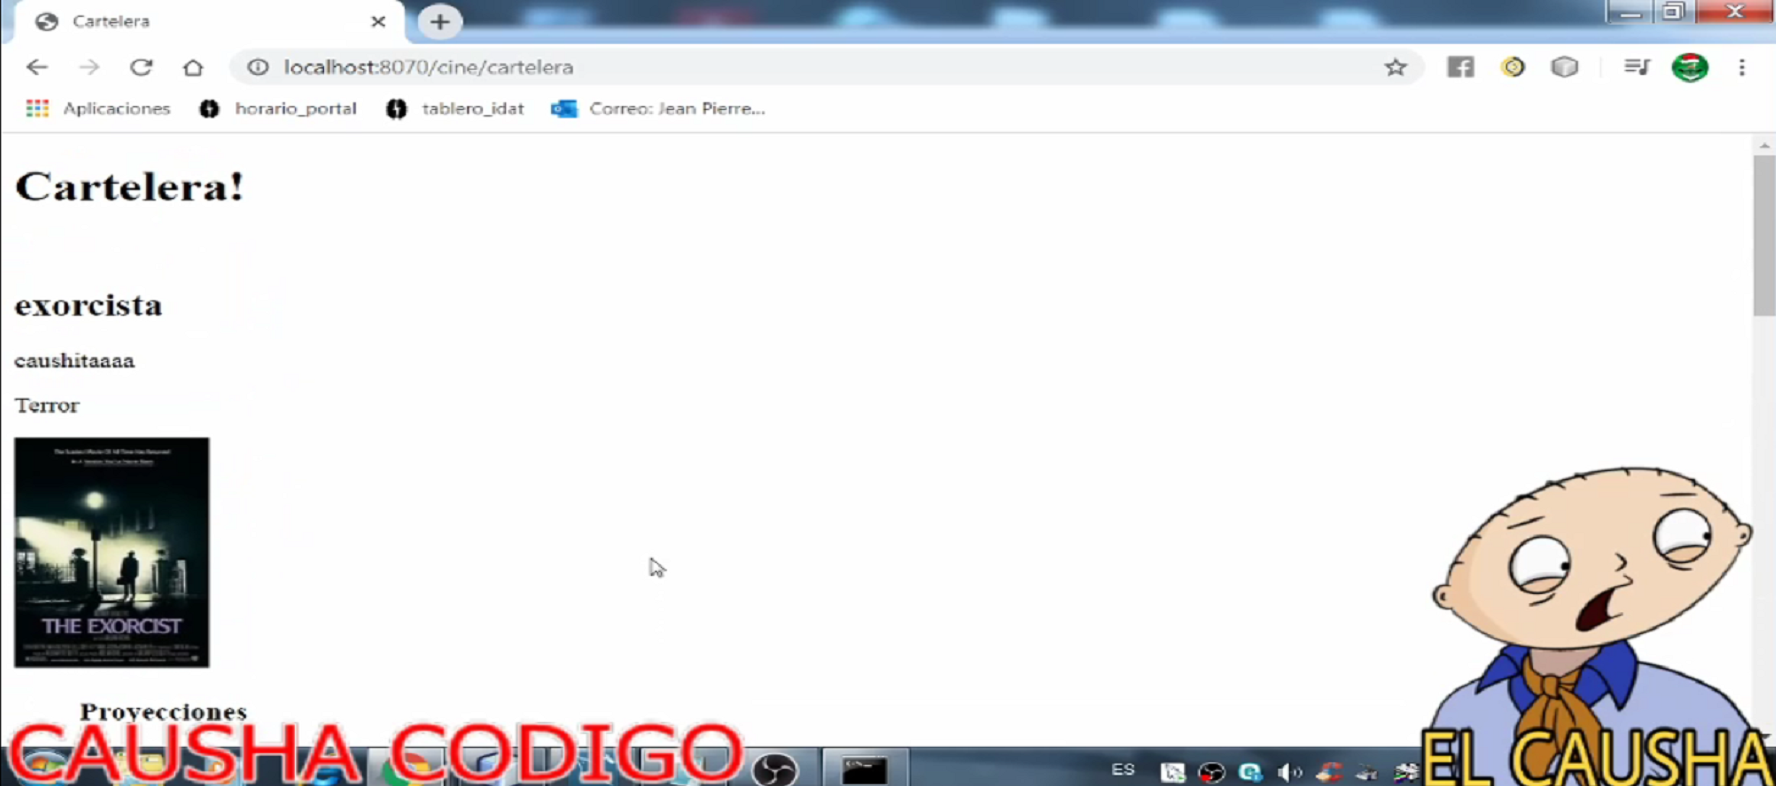 Cartelera
localhost:8070/cine/cartelera
Aplicaciones horario_portal tablero_idat Correo: Jean Pierre...
Cartelera!
exorcista
caushitaaaa
Terror
THE EXORCIST
Proyecciones
CAUSHA CODIGO
ES
EL CAUSHA